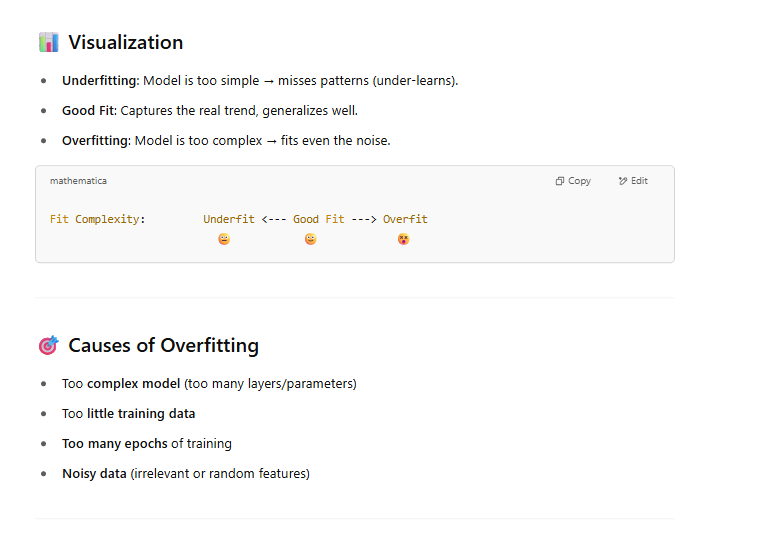 📊 Visualization
• Underfitting: Model is too simple → misses patterns (under-learns).
• Good Fit: Captures the real trend, generalizes well.
• Overfitting: Model is too complex → fits even the noise.
mathematica Copy Edit
Fit Complexity: Underfit <--- Good Fit ---> Overfit
🎯 Causes of Overfitting
• Too complex model (too many layers/parameters)
• Too little training data
• Too many epochs of training
• Noisy data (irrelevant or random features)